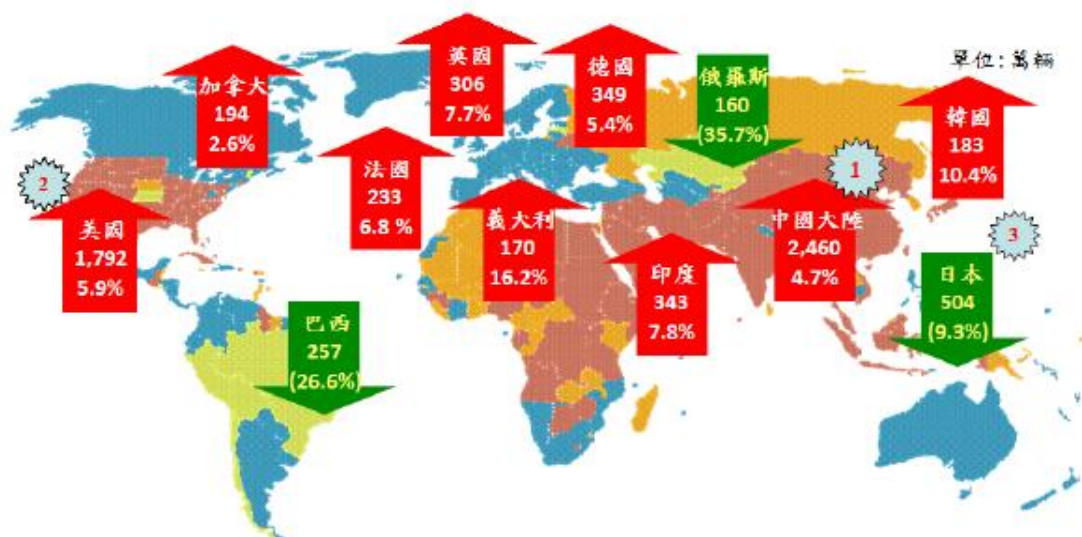 單位：萬輛
英國
306
7.7%
德國
349
5.4%
加拿大
194
2.6%
俄羅斯
160
(35.7%)
韓國
183
10.4%
法國
233
6.8 %
1
2
美國
1,792
5.9%
義大利
170
16.2%
中國大陸
2,460
4.7%
3
印度
343
7.8%
日本
504
(9.3%)
巴西
257
(26.6%)